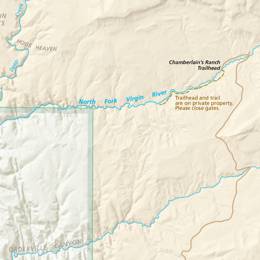 HEAVEN
Chamberlain's Ranch
Trailhead
North Fork Virgin River
Trailhead and trail
are on private property.
Please close gates.
ORDERVILLE CANYON